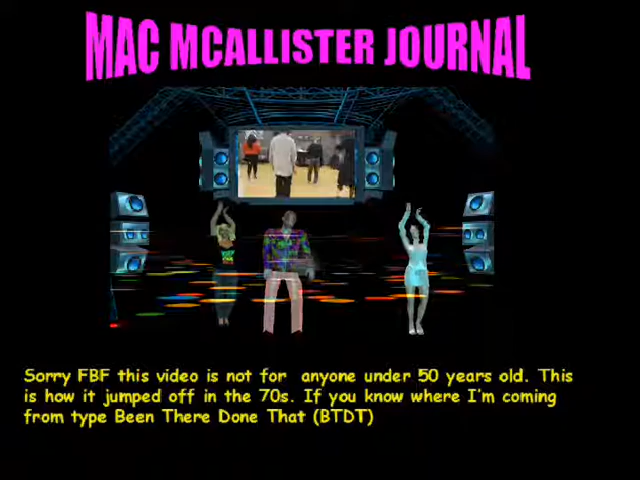 MAC MCALLISTER JOURNAL
Sorry FBF this video is not for anyone under 50 years old. This
is how it jumped off in the 70s. If you know where I'm coming
from type Been There Done That (BTDT)